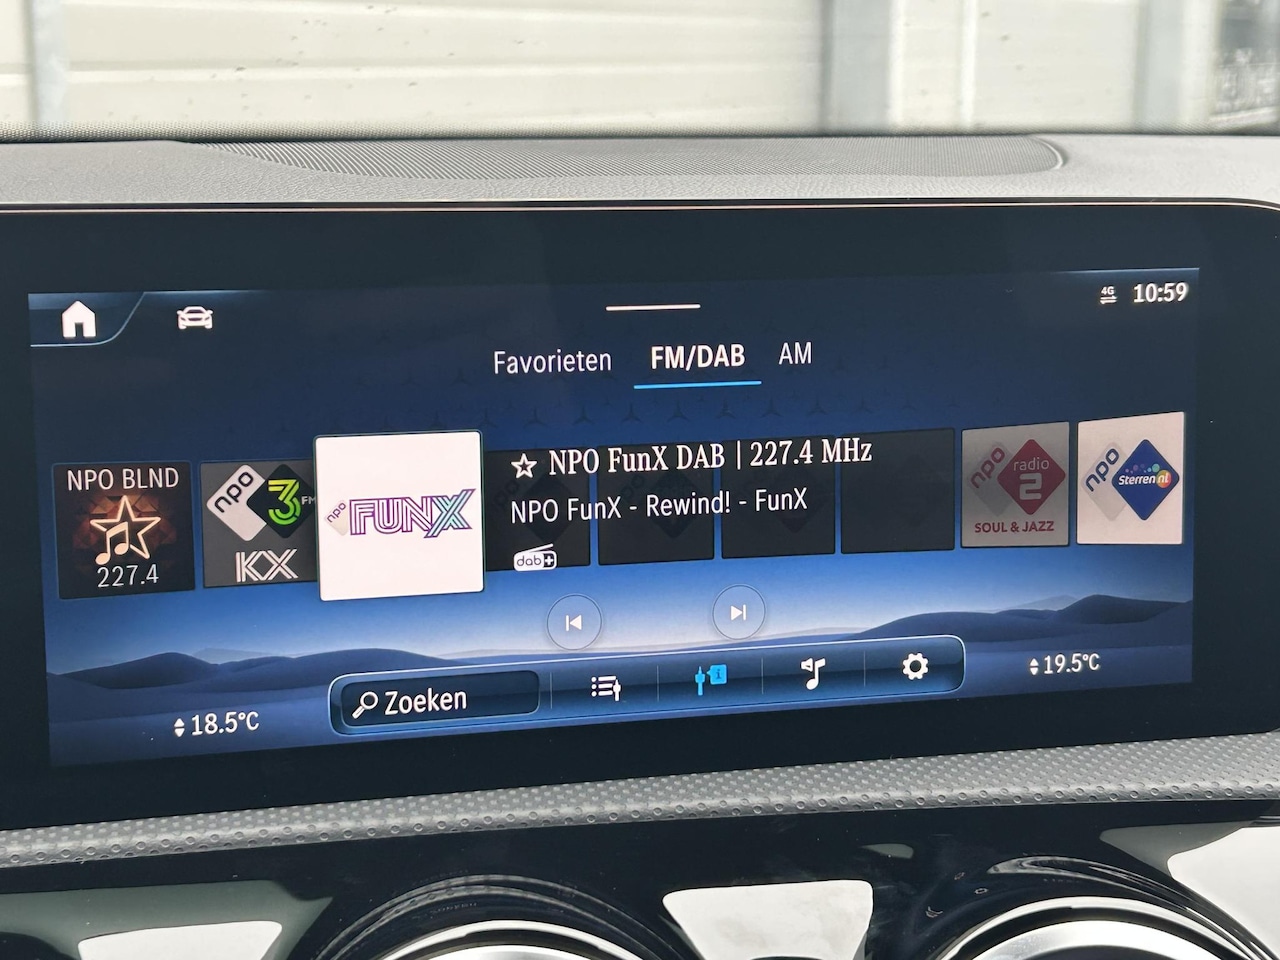 4G 10:59
Favorieten FM/DAB AM
NPO BLND
227.4
npo 3FM
KX
npo FUNX
NPO FunX DAB | 227.4 MHz
NPO FunX - Rewind! - FunX
dab+
npo radio 2
SOUL & JAZZ
npo Sterren nl
Zoeken
18.5°C
19.5°C